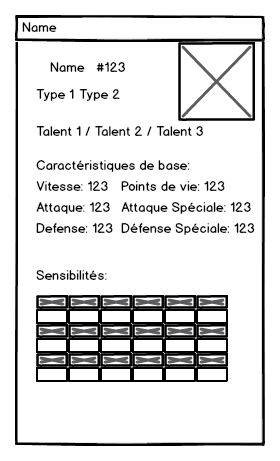 Name
Name #123
Type 1 Type 2
Talent 1 / Talent 2 / Talent 3
Caractéristiques de base:
Vitesse: 123 Points de vie: 123
Attaque: 123 Attaque Spéciale: 123
Defense: 123 Défense Spéciale: 123
Sensibilités: